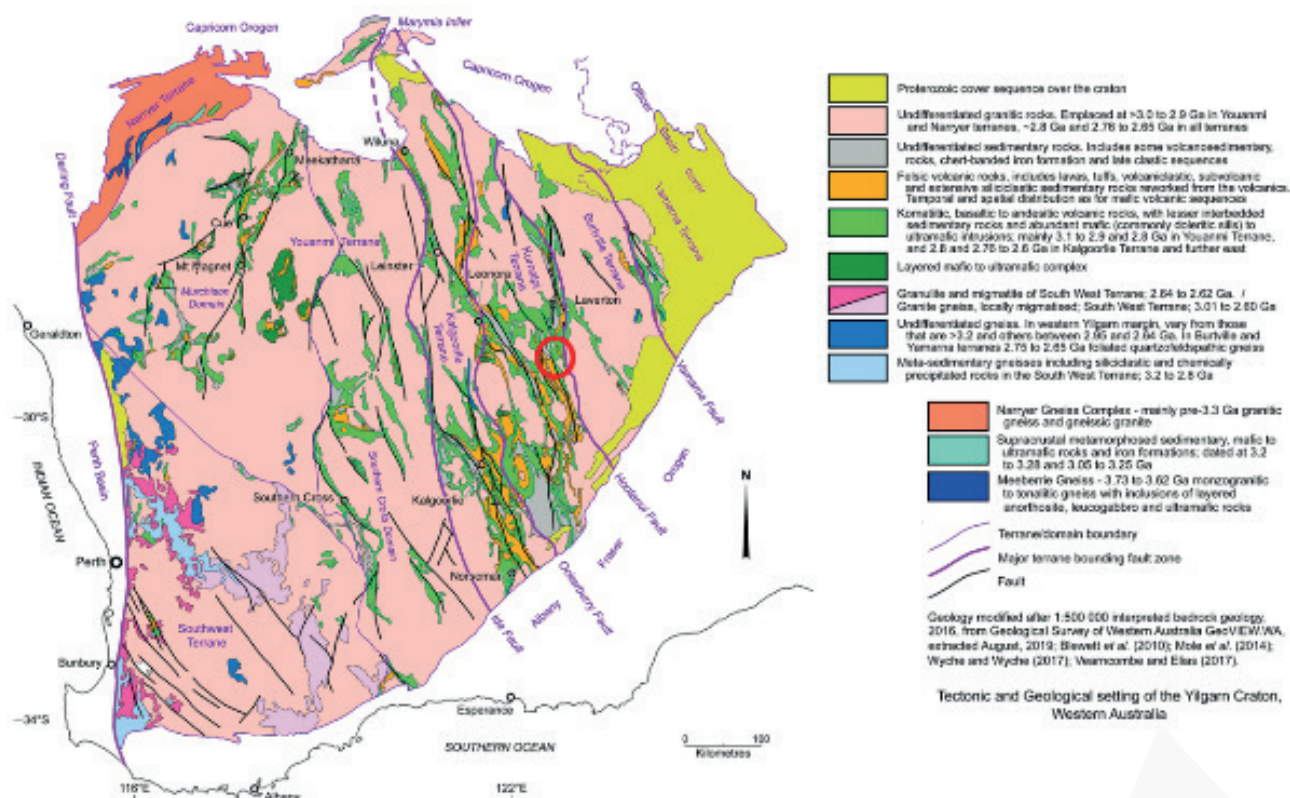 Capricorn Orogen
Marymia Inlier
Capricorn Orogen
Officer
Basin
cover
Narryer Terrane
Darling Fault
Meekatharra
Wiluna
Yamarna Terrane
Burtville Terrane
Cue
Youanmi Terrane
Leinster
Kurnalpi
Terrane
Mt Magnet
Murchison
Domain
Leonora
Laverton
Geraldton
Kalgoorlie
Terrane
Yamarna Fault
—30°S
Perth Basin
INDIAN OCEAN
Southern Cross
Southern Cross Domain
Kalgoorlie
Hootanui Fault
Orogen
Fraser
Perth
Norseman
Ockerberry Fault
Albany
Ida Fault
Southwest
Terrane
Bunbury
—34°S
Esperance
SOUTHERN OCEAN
Albany
116°E
122°E
N
0 100
Kilometres
Proterozoic cover sequence over the craton
Undifferentiated granitic rocks. Emplaced at >3.0 to 2.9 Ga in Youanmi
and Narryer terranes, ~2.8 Ga and 2.76 to 2.65 Ga in all terranes
Undifferentiated sedimentary rocks. Includes some volcanosedimentary,
rocks, chert-banded iron formation and late clastic sequences
Felsic volcanic rocks, includes lavas, tuffs, volcaniclastic, subvolcanic
and extensive siliciclastic sedimentary rocks reworked from the volcanics.
Temporal and spatial distribution as for mafic volcanic sequences
Komatiitic, basaltic to andesitic volcanic rocks, with lesser interbedded
sedimentary rocks and abundant mafic (commonly doleritic sills) to
ultramafic intrusions; mainly 3.1 to 2.9 and 2.8 Ga in Youanmi Terrane,
and 2.8 and 2.76 to 2.6 Ga in Kalgoorlie Terrane and further east
Layered mafic to ultramafic complex
Granulite and migmatite of South West Terrane; 2.64 to 2.62 Ga. /
Granite gneiss, locally migmatised; South West Terrane; 3.01 to 2.60 Ga
Undifferentiated gneiss. In western Yilgarn margin, vary from those
that are >3.2 and others between 2.95 and 2.64 Ga. In Burtville and
Yamarna terranes 2.75 to 2.65 Ga foliated quartzofeldspathic gneiss
Meta-sedimentary gneisses including siliciclastic and chemically
precipitated rocks in the South West Terrane; 3.2 to 2.8 Ga
Narryer Gneiss Complex - mainly pre-3.3 Ga granitic
gneiss and gneissic granite
Supracrustal metamorphosed sedimentary, mafic to
ultramafic rocks and iron formations; dated at 3.2
to 3.28 and 3.05 to 3.25 Ga
Meeberrie Gneiss - 3.73 to 3.62 Ga monzogranitic
to tonalitic gneiss with inclusions of layered
anorthosite, leucogabbro and ultramafic rocks
Terrane/domain boundary
Major terrane bounding fault zone
Fault
Geology modified after 1:500 000 interpreted bedrock geology,
2016, from Geological Survey of Western Australia GeoVIEW.WA,
extracted August, 2019; Blewett et al. (2010); Mole et al. (2014);
Wyche and Wyche (2017); Vearncombe and Elias (2017).
Tectonic and Geological setting of the Yilgarn Craton,
Western Australia